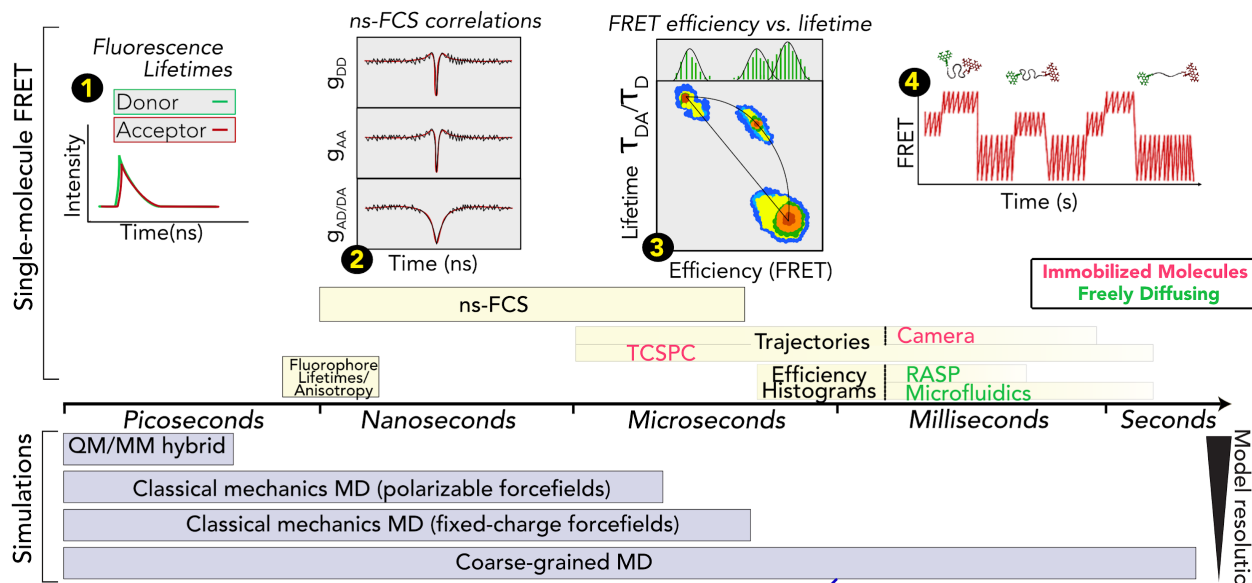 Single-molecule FRET
Fluorescence
Lifetimes
1
Donor
Acceptor
Intensity
Time(ns)
ns-FCS correlations
gDD
gAA
gAD/DA
2
Time (ns)
FRET efficiency vs. lifetime
Lifetime τDA/τD
3
Efficiency (FRET)
4
FRET
Time (s)
Immobilized Molecules
Freely Diffusing
ns-FCS
Trajectories
Camera
TCSPC
Fluorophore
Lifetimes/
Anisotropy
Efficiency
Histograms
RASP
Microfluidics
Picoseconds
Nanoseconds
Microseconds
Milliseconds
Seconds
Simulations
QM/MM hybrid
Classical mechanics MD (polarizable forcefields)
Classical mechanics MD (fixed-charge forcefields)
Coarse-grained MD
Model resolutio